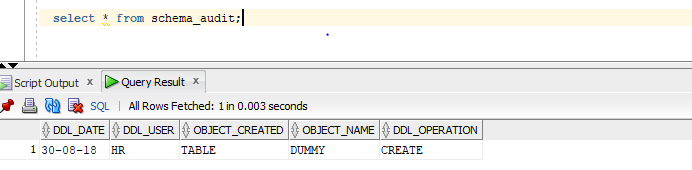 select * from schema_audit;
Script Output x Query Result x
SQL | All Rows Fetched: 1 in 0.003 seconds
DDL_DATE DDL_USER OBJECT_CREATED OBJECT_NAME DDL_OPERATION
1 30-08-18 HR TABLE DUMMY CREATE